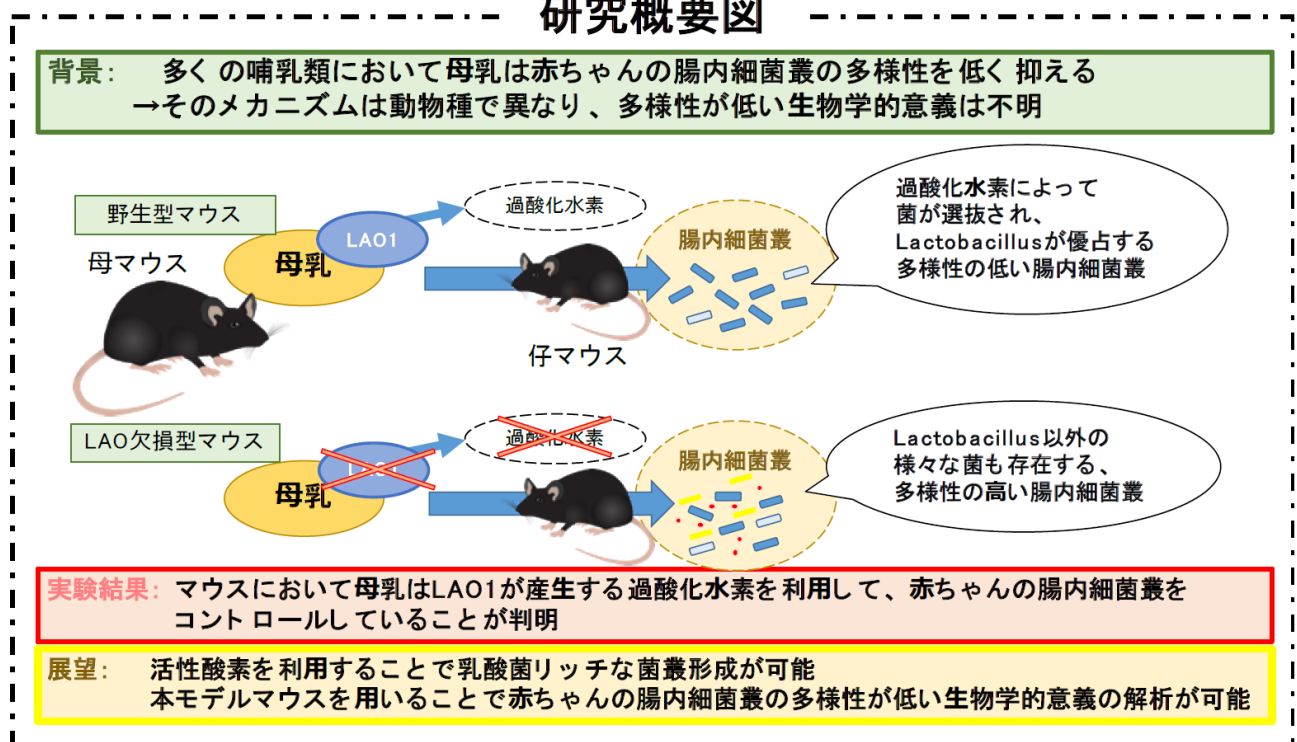 研究概要図
背景： 多くの哺乳類において母乳は赤ちゃんの腸内細菌叢の多様性を低く抑える
→そのメカニズムは動物種で異なり、多様性が低い生物学的意義は不明
野生型マウス
母マウス
母乳
LAO1
過酸化水素
仔マウス
腸内細菌叢
過酸化水素によって
菌が選抜され、
Lactobacillusが優占する
多様性の低い腸内細菌叢
LAO欠損型マウス
母乳
過酸化水素
腸内細菌叢
Lactobacillus以外の
様々な菌も存在する、
多様性の高い腸内細菌叢
実験結果： マウスにおいて母乳はLAO1が産生する過酸化水素を利用して、赤ちゃんの腸内細菌叢を
コントロールしていることが判明
展望： 活性酸素を利用することで乳酸菌リッチな菌叢形成が可能
本モデルマウスを用いることで赤ちゃんの腸内細菌叢の多様性が低い生物学的意義の解析が可能